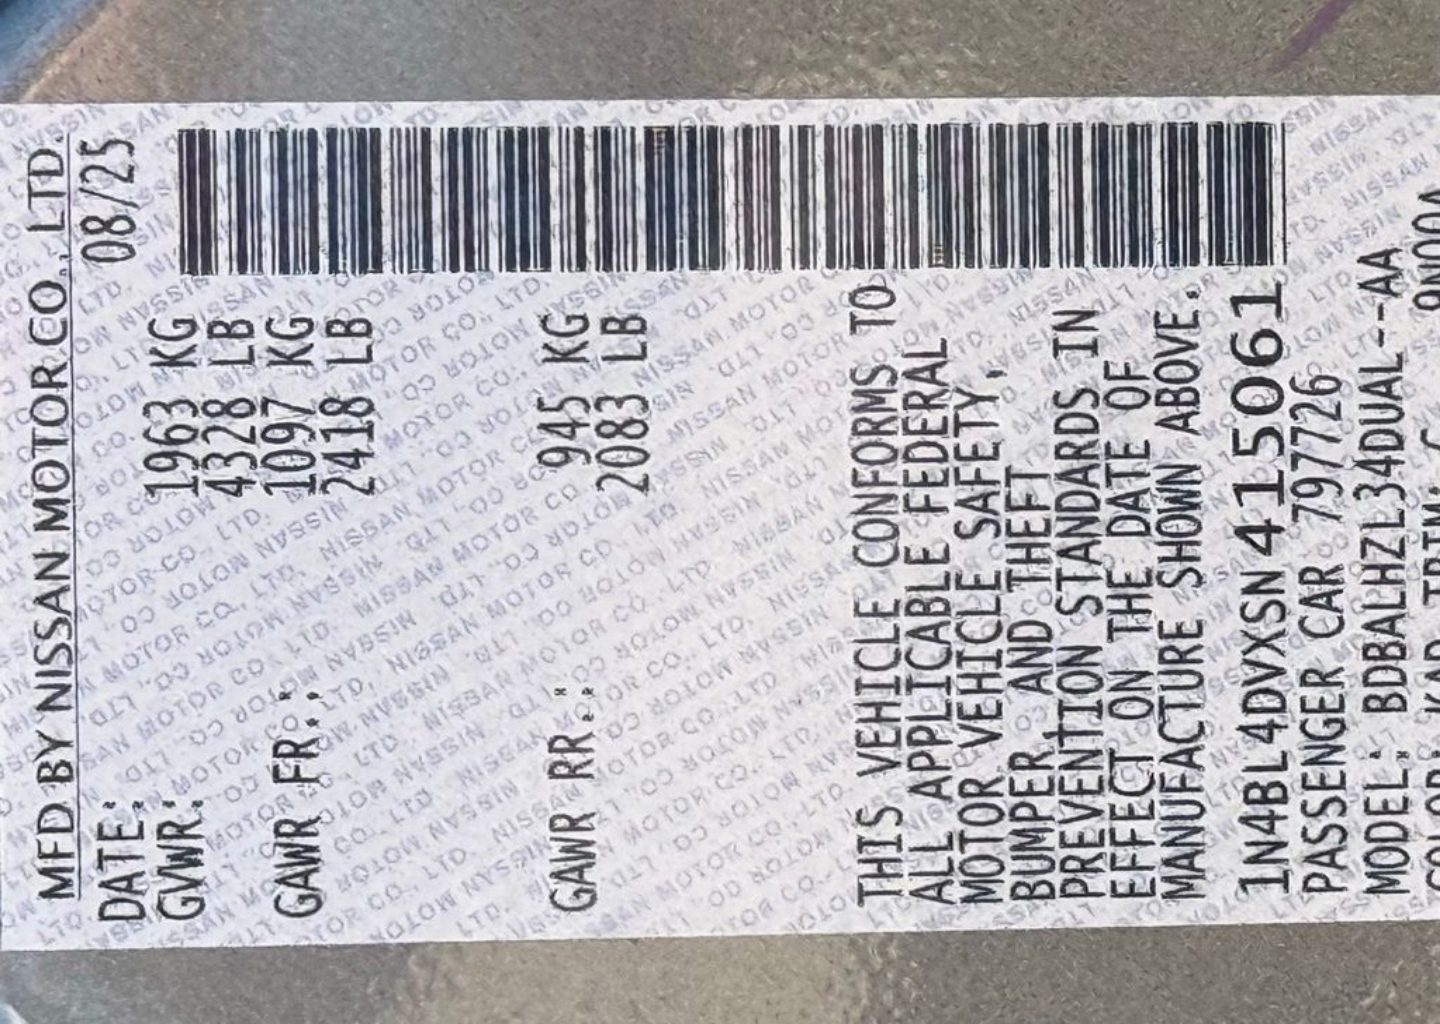 MFD BY NISSAN MOTOR CO., LTD.
DATE: 08/25
GVWR: 1963 KG
4328 LB
GAWR FR.: 1097 KG
2418 LB
GAWR RR.: 945 KG
2083 LB
THIS VEHICLE CONFORMS TO
ALL APPLICABLE FEDERAL
MOTOR VEHICLE SAFETY,
BUMPER AND THEFT
PREVENTION STANDARDS IN
EFFECT ON THE DATE OF
MANUFACTURE SHOWN ABOVE.
1N4BL4DVXSN415061
PASSENGER CAR 797726
MODEL: BDBALHZL34DUAL--AA
COLOR: KAD TRIM: G